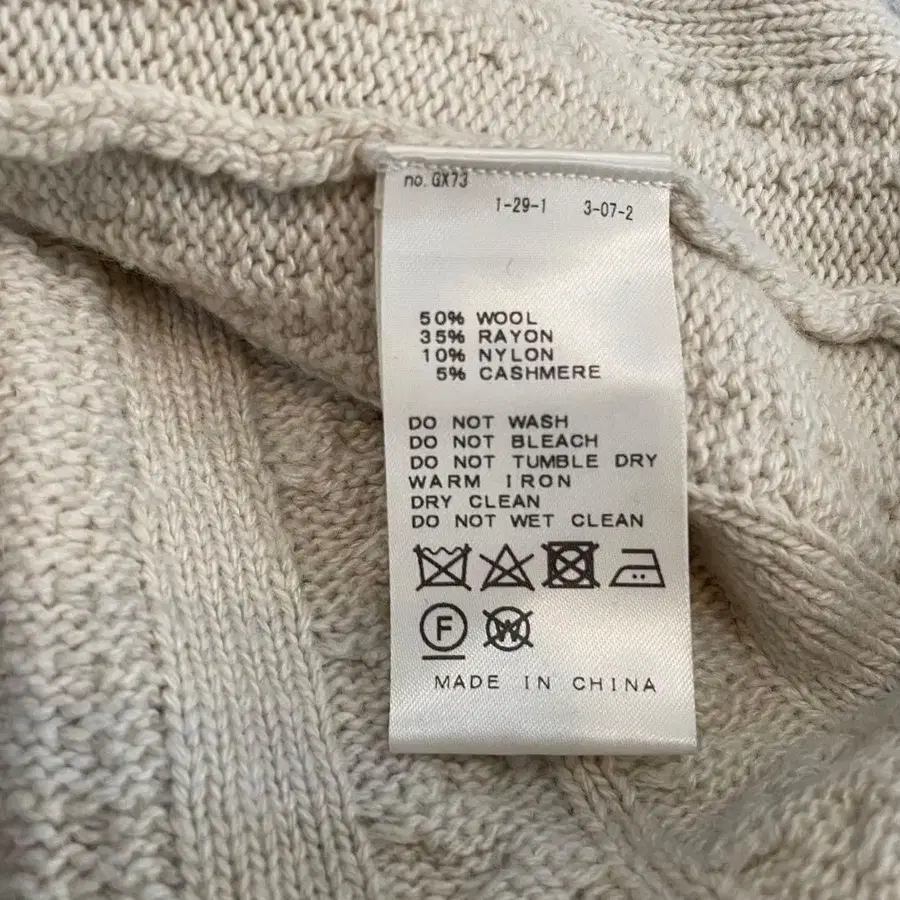 no. GX73
1-29-1 3-07-2
50% WOOL
35% RAYON
10% NYLON
5% CASHMERE
DO NOT WASH
DO NOT BLEACH
DO NOT TUMBLE DRY
WARM IRON
DRY CLEAN
DO NOT WET CLEAN
F W
MADE IN CHINA